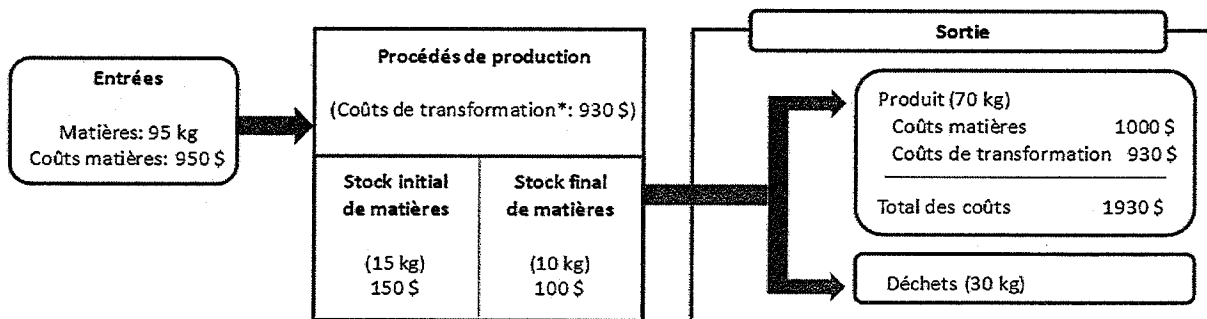 Entrées
Matières: 95 kg
Coûts matières: 950 $
Procédés de production
(Coûts de transformation*: 930 $)
Stock initial
de matières
(15 kg)
150 $
Stock final
de matières
(10 kg)
100 $
Sortie
Produit (70 kg)
Coûts matières 1000 $
Coûts de transformation 930 $
Total des coûts 1930 $
Déchets (30 kg)